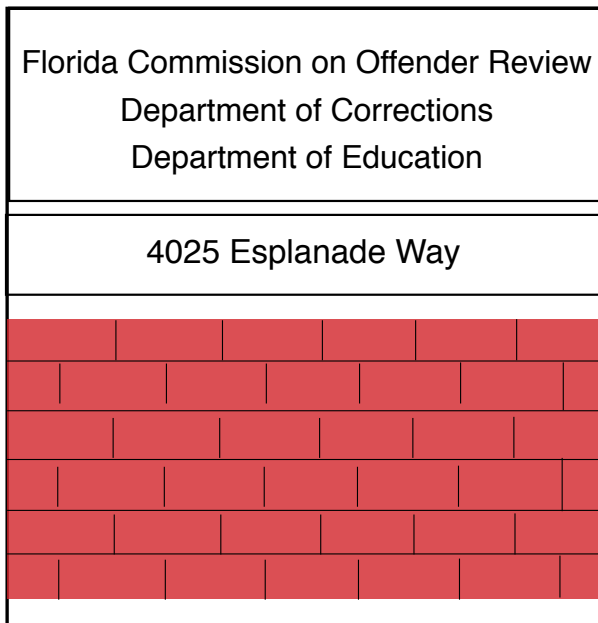 Florida Commission on Offender Review
Department of Corrections
Department of Education
4025 Esplanade Way